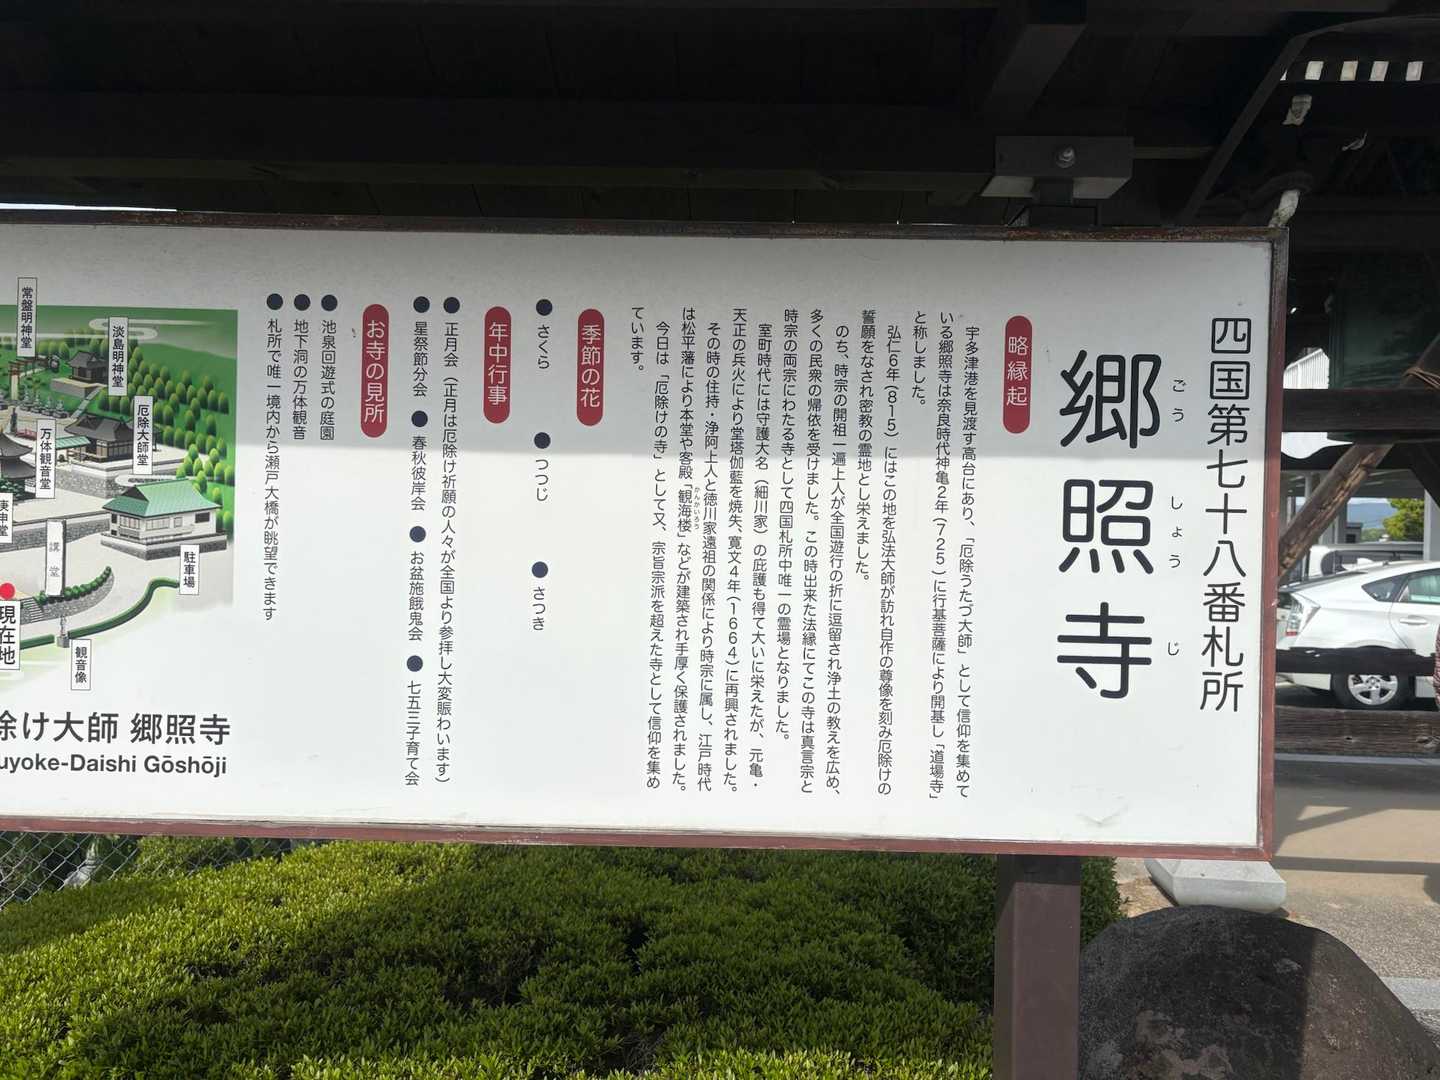 四国第七十八番札所
郷照寺
ごうしょうじ
略縁起
宇多津港を見渡す高台にあり、「厄除うたづ大師」として信仰を集めて
いる郷照寺は奈良時代神亀2年(725)に行基菩薩により開基し「道場寺」
と称しました。
弘仁6年(815)にはこの地を弘法大師が訪れ自作の尊像を刻み厄除けの
誓願をなされ密教の霊地とし栄えました。
のち、時宗の開祖一遍上人が全国遊行の折に逗留され浄土の教えを広め、
多くの民衆の帰依を受けました。この時出来た法縁にてこの寺は真言宗と
時宗の両宗にわたる寺として四国札所中唯一の霊場となりました。
室町時代には守護大名(細川家)の庇護も得て大いに栄えたが、元亀・
天正の兵火により堂塔伽藍を焼失、寛文4年(1664)に再興されました。
その時の住持・浄阿上人と徳川家遠祖の関係により時宗に属し、江戸時代
は松平藩により本堂や客殿「観海楼」などが建築され手厚く保護されました。
かんかいろう
今日は「厄除けの寺」として又、宗旨宗派を超えた寺として信仰を集め
ています。
季節の花
●さくら ●つつじ ●さつき
年中行事
●正月会(正月は厄除け祈願の人々が全国より参拝し大変賑わいます)
●星祭節分会 ●春秋彼岸会 ●お盆施餓鬼会 ●七五三子育て会
お寺の見所
●池泉回遊式の庭園
●地下洞の万体観音
●札所で唯一境内から瀬戸大橋が眺望できます
常盤明神堂
淡島明神堂
厄除大師堂
万体観音堂
庚申堂
講堂
駐車場
現在地
観音像
除け大師 郷照寺
uyoke-Daishi Gōshōji